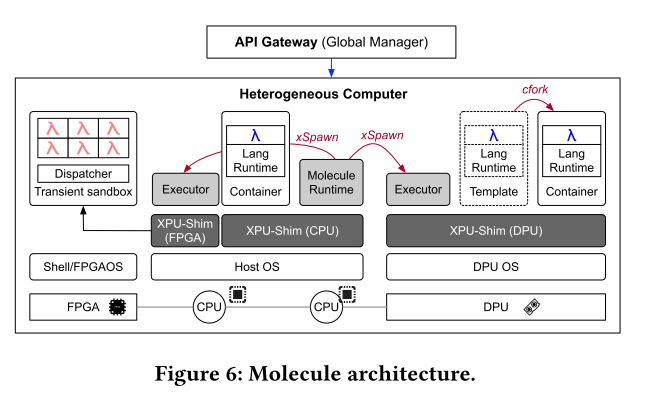 API Gateway (Global Manager)
Heterogeneous Computer
cfork
xSpawn
xSpawn
λ λ λ
λ λ λ
Dispatcher
Transient sandbox
Executor
λ
Lang
Runtime
Container
Molecule
Runtime
Executor
λ
Lang
Runtime
Template
λ
Lang
Runtime
Container
XPU-Shim
(FPGA)
XPU-Shim (CPU)
XPU-Shim (DPU)
Shell/FPGAOS
Host OS
DPU OS
FPGA
CPU
CPU
DPU
Figure 6: Molecule architecture.